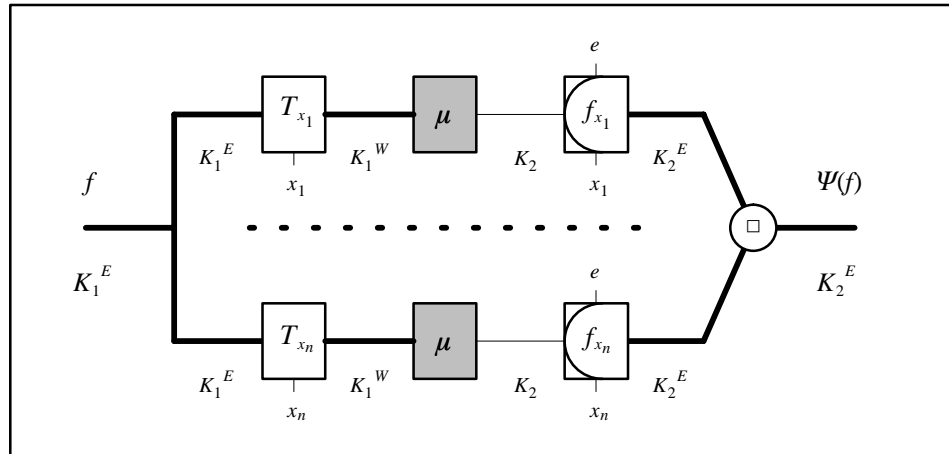 e e
T_{x_1} μ f_{x_1}
K_1^E K_1^W K_2 K_2^E
x_1 x_1
f Ψ(f)
K_1^E K_2^E
e
T_{x_n} μ f_{x_n}
K_1^E K_1^W K_2 K_2^E
x_n x_n